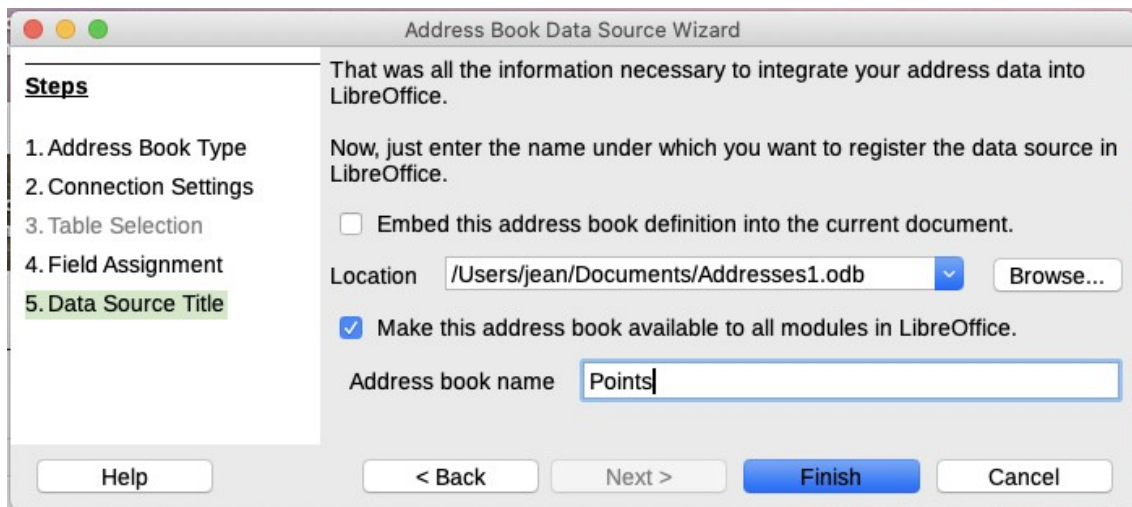 Address Book Data Source Wizard
Steps
1. Address Book Type
2. Connection Settings
3. Table Selection
4. Field Assignment
5. Data Source Title
That was all the information necessary to integrate your address data into
LibreOffice.
Now, just enter the name under which you want to register the data source in
LibreOffice.
Embed this address book definition into the current document.
Location /Users/jean/Documents/Addresses1.odb Browse...
Make this address book available to all modules in LibreOffice.
Address book name Points
Help < Back Next > Finish Cancel